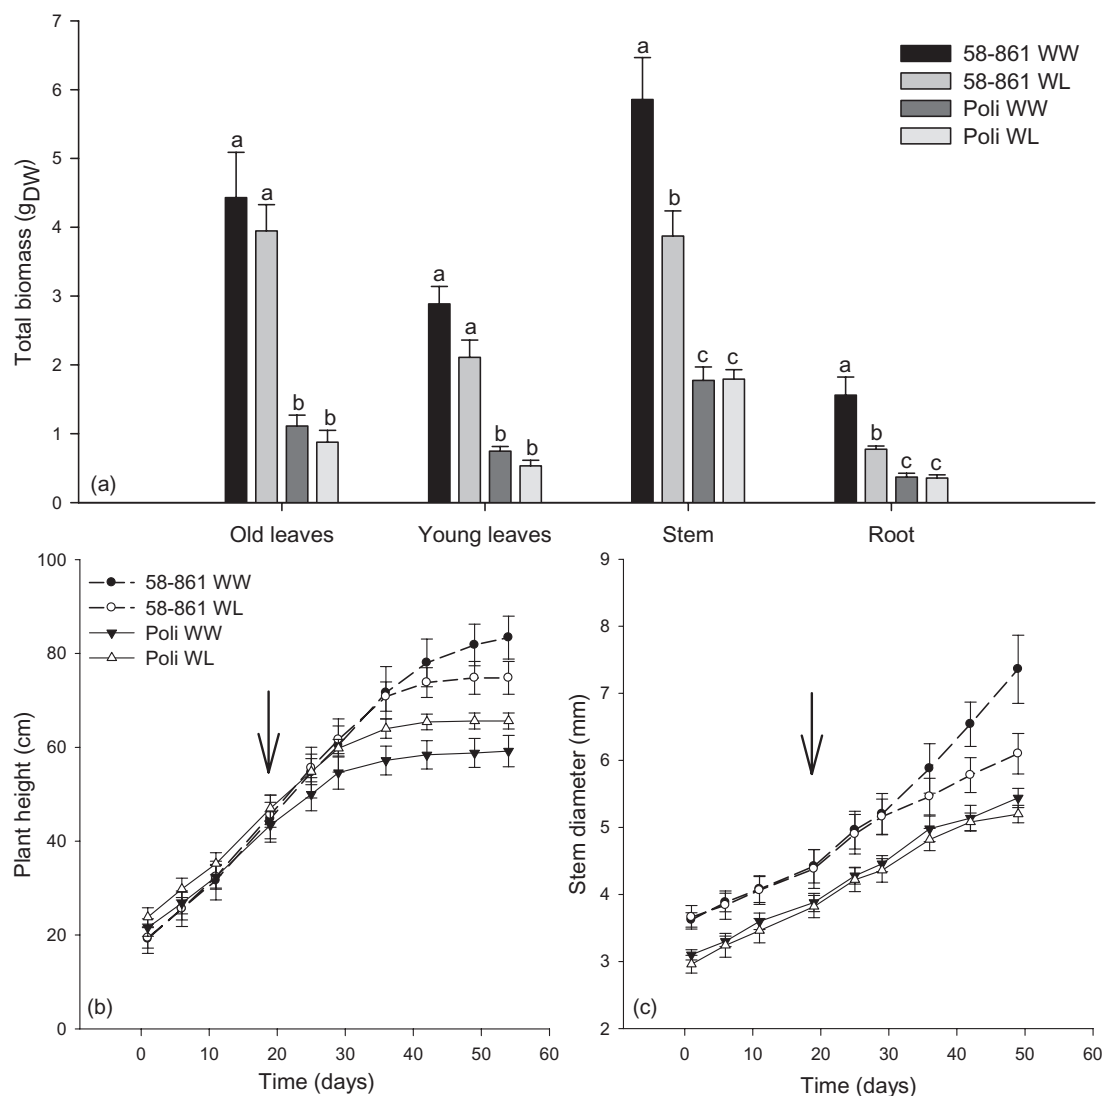 7
6
5
4
3
2
1
0
Total biomass (gDW)
58-861 WW
58-861 WL
Poli WW
Poli WL
a
a
b
b
a
a
b
b
a
b
c
c
a
b
c
c
(a)
Old leaves Young leaves Stem Root
100
80
60
40
20
0
Plant height (cm)
58-861 WW
58-861 WL
Poli WW
Poli WL
(b)
0 10 20 30 40 50 60
Time (days)
9
8
7
6
5
4
3
2
Stem diameter (mm)
(c)
0 10 20 30 40 50 60
Time (days)